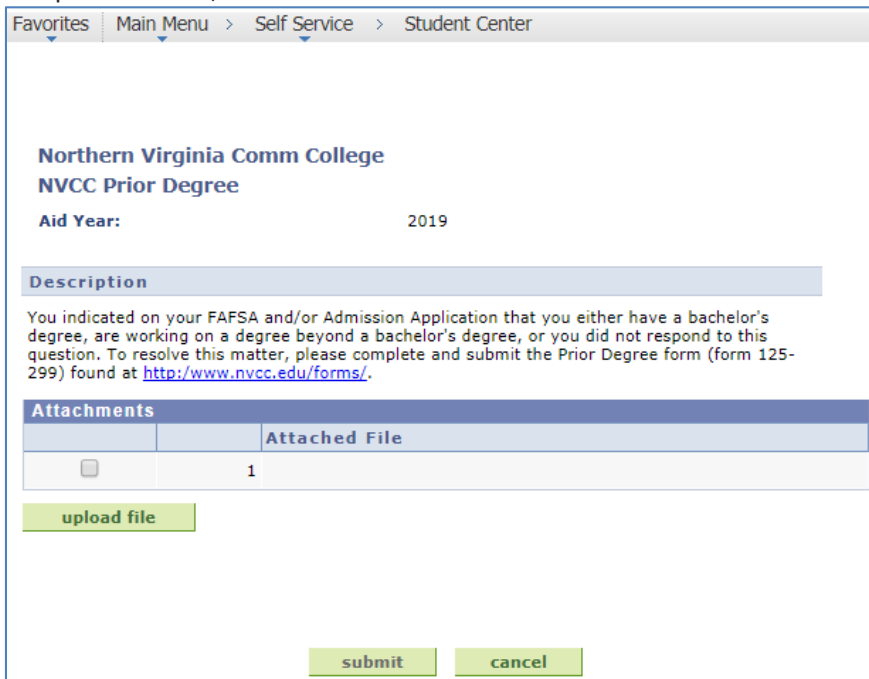 Favorites Main Menu > Self Service > Student Center
Northern Virginia Comm College
NVCC Prior Degree
Aid Year: 2019
Description
You indicated on your FAFSA and/or Admission Application that you either have a bachelor's
degree, are working on a degree beyond a bachelor's degree, or you did not respond to this
question. To resolve this matter, please complete and submit the Prior Degree form (form 125-
299) found at http:/www.nvcc.edu/forms/.
Attachments
Attached File
1
upload file
submit cancel